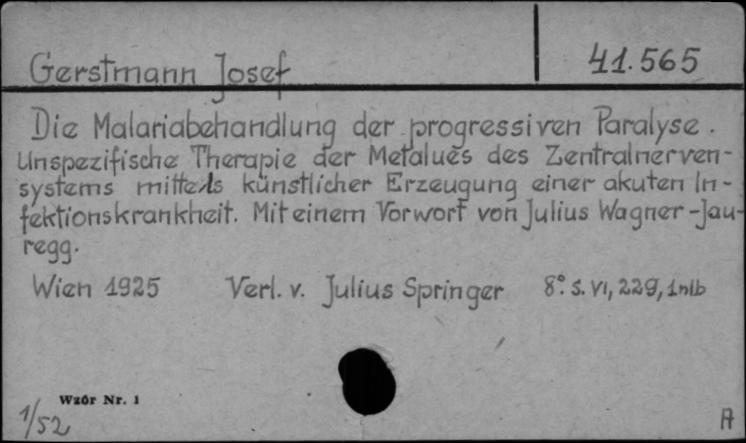 Gerstmann Josef
41.565
Die Malariabehandlung der progressiven Paralyse.
Unspezifische Therapie der Metalues des Zentralnerven-
systems mittels künstlicher Erzeugung einer akuten In-
fektionskrankheit. Mit einem Vorwort von Julius Wagner-Jau-
regg.
Wien 1925 Verl. v. Julius Springer 8° s. VI, 229, 1 nlb
Wzór Nr. 1
1/52
A